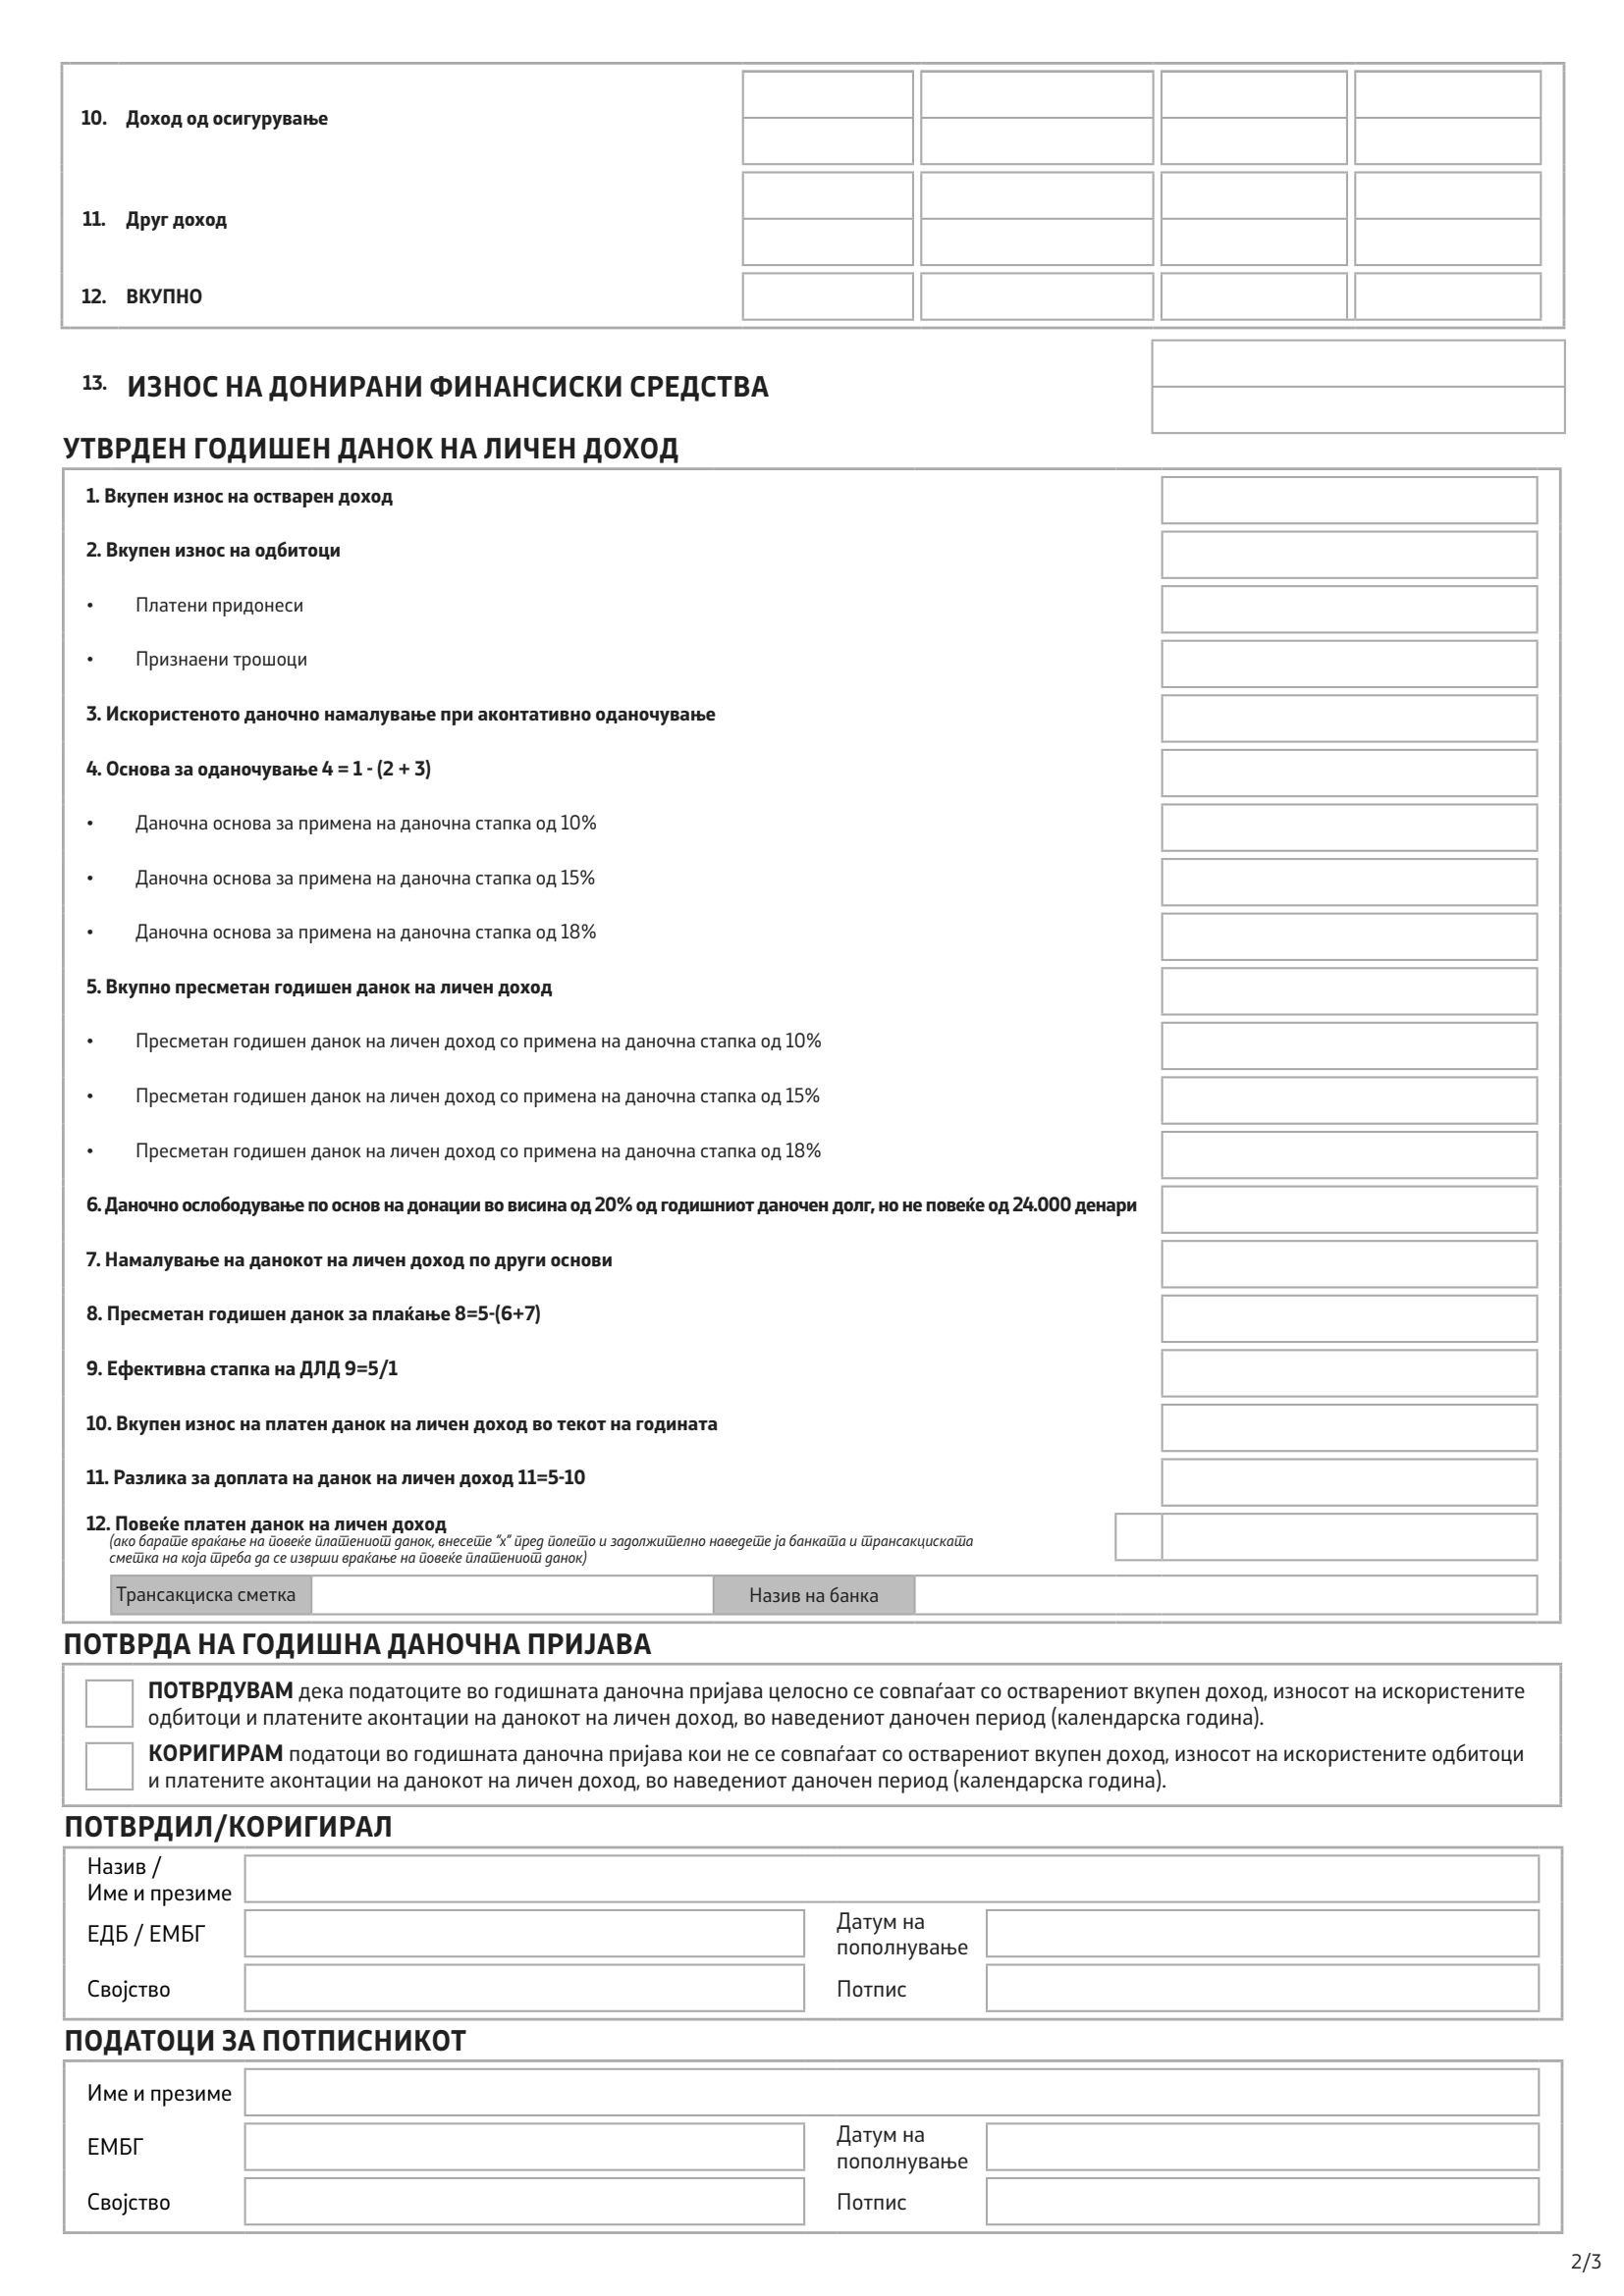 10. Доход од осигурување
11. Друг доход
12. ВКУПНО
13. ИЗНОС НА ДОНИРАНИ ФИНАНСИСКИ СРЕДСТВА
УТВРДЕН ГОДИШЕН ДАНОК НА ЛИЧЕН ДОХОД
1. Вкупен износ на остварен доход
2. Вкупен износ на одбитоци
• Платени придонеси
• Признаени трошоци
3. Искористеното даночно намалување при аконтативно оданочување
4. Основа за оданочување 4 = 1 - (2 + 3)
• Даночна основа за примена на даночна стапка од 10%
• Даночна основа за примена на даночна стапка од 15%
• Даночна основа за примена на даночна стапка од 18%
5. Вкупно пресметан годишен данок на личен доход
• Пресметан годишен данок на личен доход со примена на даночна стапка од 10%
• Пресметан годишен данок на личен доход со примена на даночна стапка од 15%
• Пресметан годишен данок на личен доход со примена на даночна стапка од 18%
6. Даночно ослободување по основ на донации во висина од 20% од годишниот даночен долг, но не повеќе од 24.000 денари
7. Намалување на данокот на личен доход по други основи
8. Пресметан годишен данок за плаќање 8=5-(6+7)
9. Ефективна стапка на ДЛД 9=5/1
10. Вкупен износ на платен данок на личен доход во текот на годината
11. Разлика за доплата на данок на личен доход 11=5-10
12. Повеќе платен данок на личен доход
(ако барате враќање на повеќе платениот данок, внесете “х” пред полето и задолжително наведете ја банката и трансакциската
сметка на која треба да се изврши враќање на повеќе платениот данок)
Трансакциска сметка Назив на банка
ПОТВРДА НА ГОДИШНА ДАНОЧНА ПРИЈАВА
ПОТВРДУВАМ дека податоците во годишната даночна пријава целосно се совпаѓаат со остварениот вкупен доход, износот на искористените
одбитоци и платените аконтации на данокот на личен доход, во наведениот даночен период (календарска година).
КОРИГИРАМ податоци во годишната даночна пријава кои не се совпаѓаат со остварениот вкупен доход, износот на искористените одбитоци
и платените аконтации на данокот на личен доход, во наведениот даночен период (календарска година).
ПОТВРДИЛ/КОРИГИРАЛ
Назив /
Име и презиме
ЕДБ / ЕМБГ
Датум на
пополнување
Својство Потпис
ПОДАТОЦИ ЗА ПОТПИСНИКОТ
Име и презиме
ЕМБГ
Датум на
пополнување
Својство Потпис
2/3